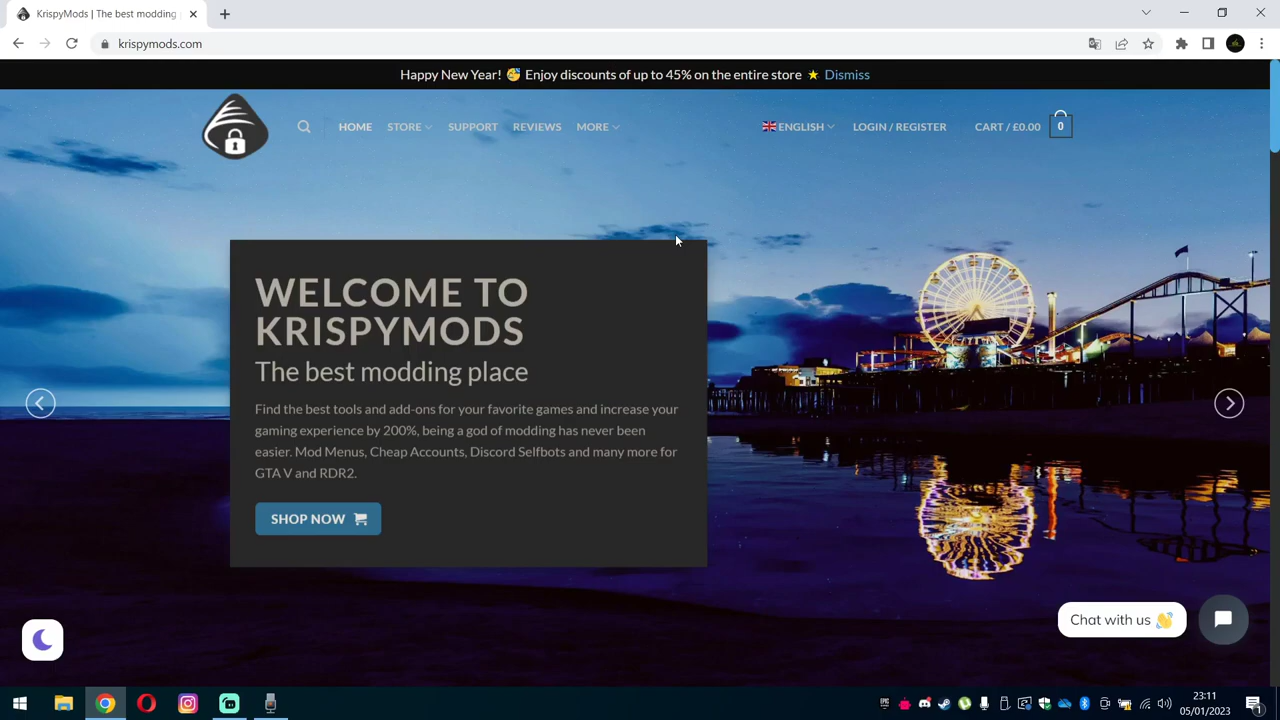 KrispyMods | The best modding
krispymods.com
Happy New Year! 🥳 Enjoy discounts of up to 45% on the entire store ⭐ Dismiss
HOME STORE SUPPORT REVIEWS MORE ENGLISH LOGIN / REGISTER CART / £0.00 0
WELCOME TO
KRISPYMODS
The best modding place
Find the best tools and add-ons for your favorite games and increase your
gaming experience by 200%, being a god of modding has never been
easier. Mod Menus, Cheap Accounts, Discord Selfbots and many more for
GTA V and RDR2.
SHOP NOW
Chat with us 👋
23:11
05/01/2023
1